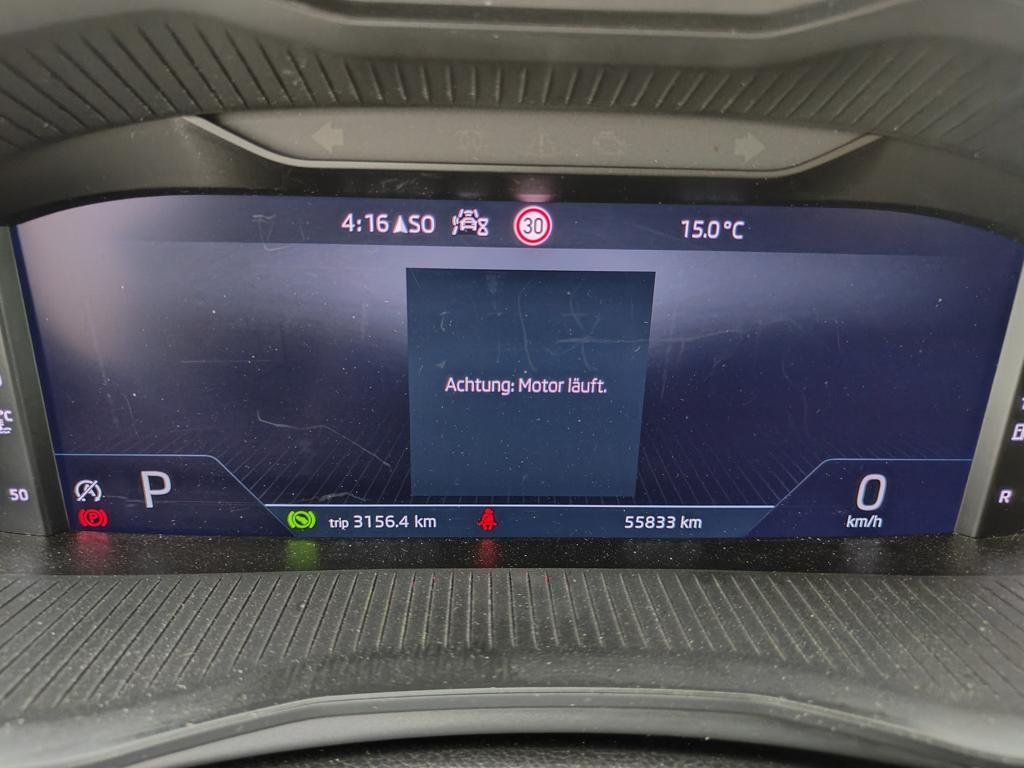 4:16 SO 30 15.0 °C
Achtung: Motor läuft.
50 P 0 R
km/h
trip 3156.4 km 55833 km